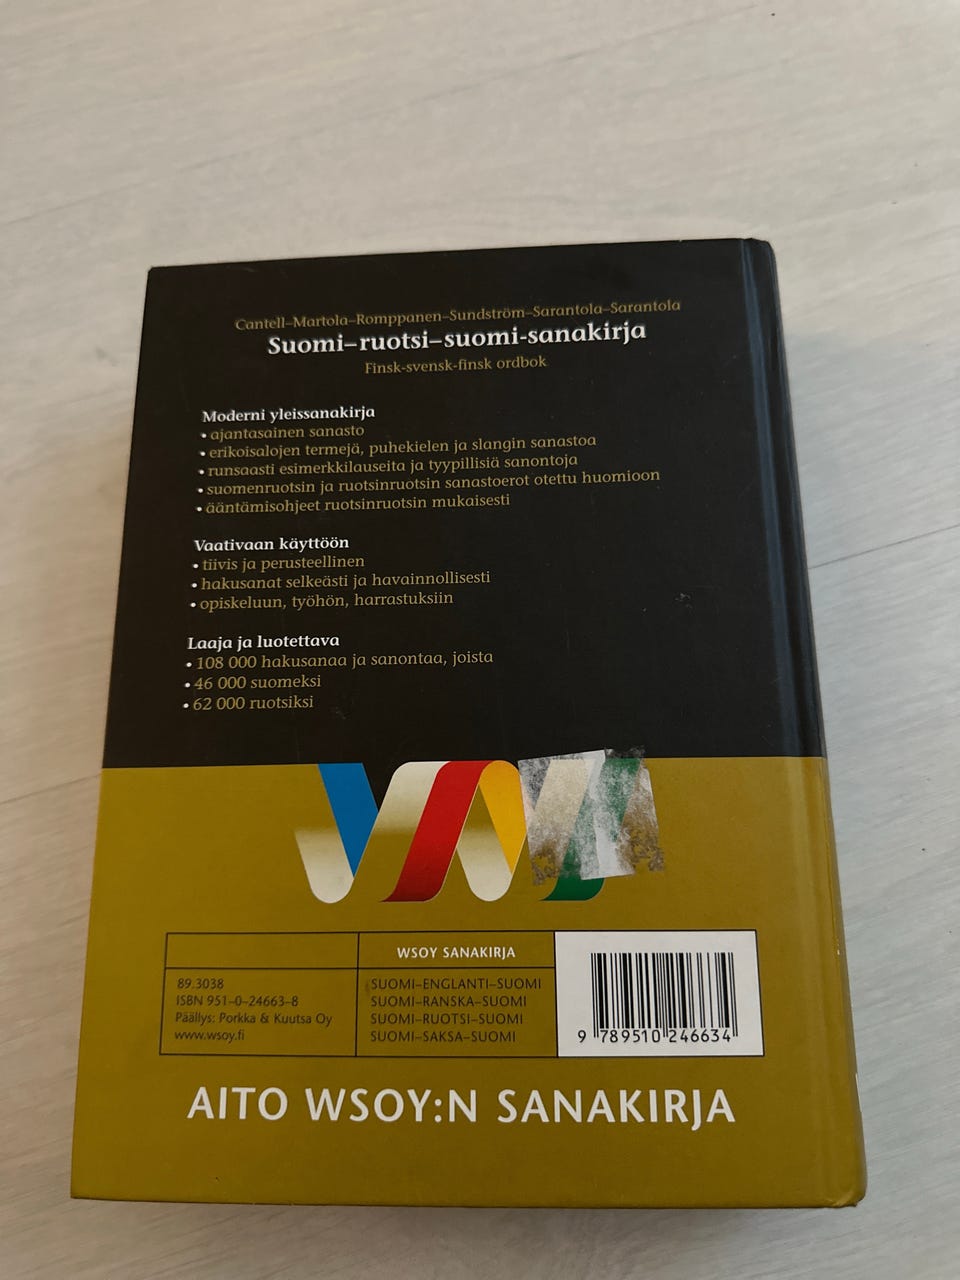 Cantell–Martola–Romppanen–Sundström–Sarantola–Sarantola
Suomi–ruotsi–suomi-sanakirja
Finsk-svensk-finsk ordbok
Moderni yleissanakirja
• ajantasainen sanasto
• erikoisalojen termejä, puhekielen ja slangin sanastoa
• runsaasti esimerkkilauseita ja tyypillisiä sanontoja
• suomenruotsin ja ruotsinruotsin sanastoerot otettu huomioon
• ääntämisohjeet ruotsinruotsin mukaisesti
Vaativaan käyttöön
• tiivis ja perusteellinen
• hakusanat selkeästi ja havainnollisesti
• opiskeluun, työhön, harrastuksiin
Laaja ja luotettava
• 108 000 hakusanaa ja sanontaa, joista
• 46 000 suomeksi
• 62 000 ruotsiksi
89.3038
ISBN 951–0–24663–8
Päällys: Porkka & Kuutsa Oy
www.wsoy.fi
WSOY SANAKIRJA
SUOMI–ENGLANTI–SUOMI
SUOMI–RANSKA–SUOMI
SUOMI–RUOTSI–SUOMI
SUOMI–SAKSA–SUOMI
9 789510 246634
AITO WSOY:N SANAKIRJA